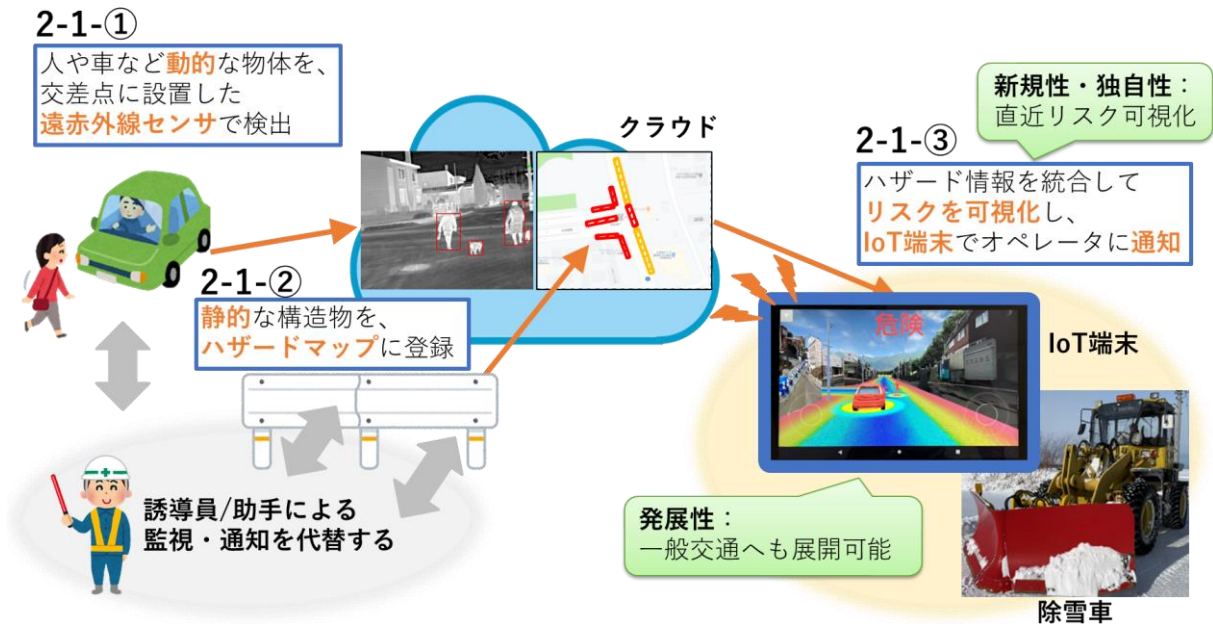 2-1-①
人や車など動的な物体を、
交差点に設置した
遠赤外線センサで検出
クラウド
新規性・独自性：
直近リスク可視化
2-1-③
ハザード情報を統合して
リスクを可視化し、
IoT端末でオペレータに通知
2-1-②
静的な構造物を、
ハザードマップに登録
危険
IoT端末
誘導員/助手による
監視・通知を代替する
発展性：
一般交通へも展開可能
除雪車